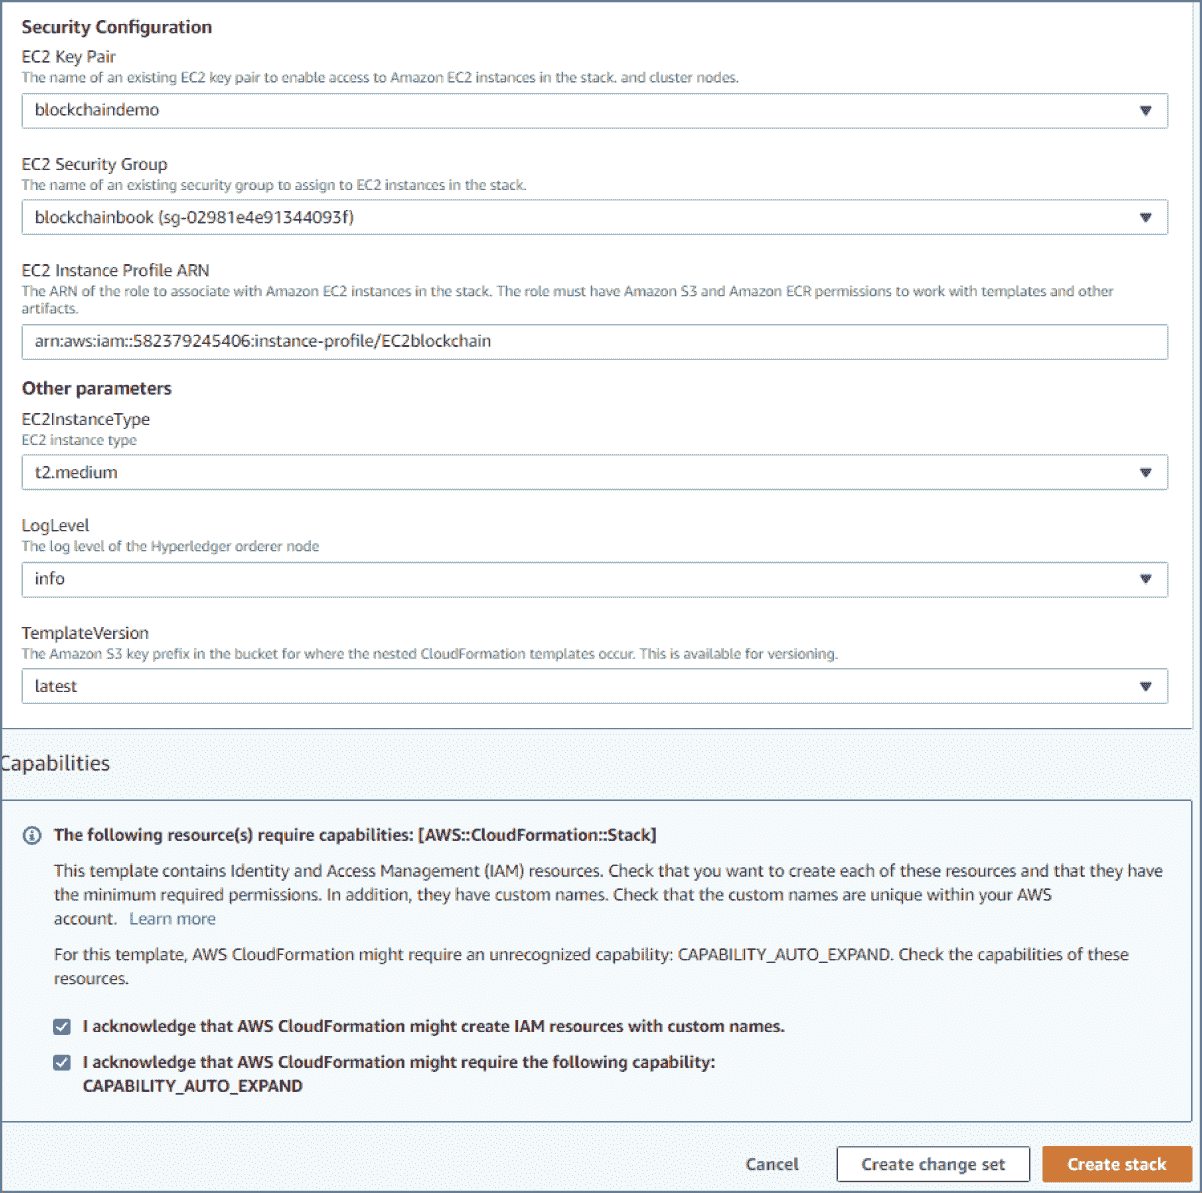 Security Configuration
EC2 Key Pair
The name of an existing EC2 key pair to enable access to Amazon EC2 instances in the stack. and cluster nodes.
blockchaindemo
EC2 Security Group
The name of an existing security group to assign to EC2 instances in the stack.
blockchainbook (sg-02981e4e91344093f)
EC2 Instance Profile ARN
The ARN of the role to associate with Amazon EC2 instances in the stack. The role must have Amazon S3 and Amazon ECR permissions to work with templates and other
artifacts.
arn:aws:iam::582379245406:instance-profile/EC2blockchain
Other parameters
EC2InstanceType
EC2 instance type
t2.medium
LogLevel
The log level of the Hyperledger orderer node
info
TemplateVersion
The Amazon S3 key prefix in the bucket for where the nested CloudFormation templates occur. This is available for versioning.
latest
Capabilities
The following resource(s) require capabilities: [AWS::CloudFormation::Stack]
This template contains Identity and Access Management (IAM) resources. Check that you want to create each of these resources and that they have
the minimum required permissions. In addition, they have custom names. Check that the custom names are unique within your AWS
account. Learn more
For this template, AWS CloudFormation might require an unrecognized capability: CAPABILITY_AUTO_EXPAND. Check the capabilities of these
resources.
I acknowledge that AWS CloudFormation might create IAM resources with custom names.
I acknowledge that AWS CloudFormation might require the following capability:
CAPABILITY_AUTO_EXPAND
Cancel
Create change set
Create stack